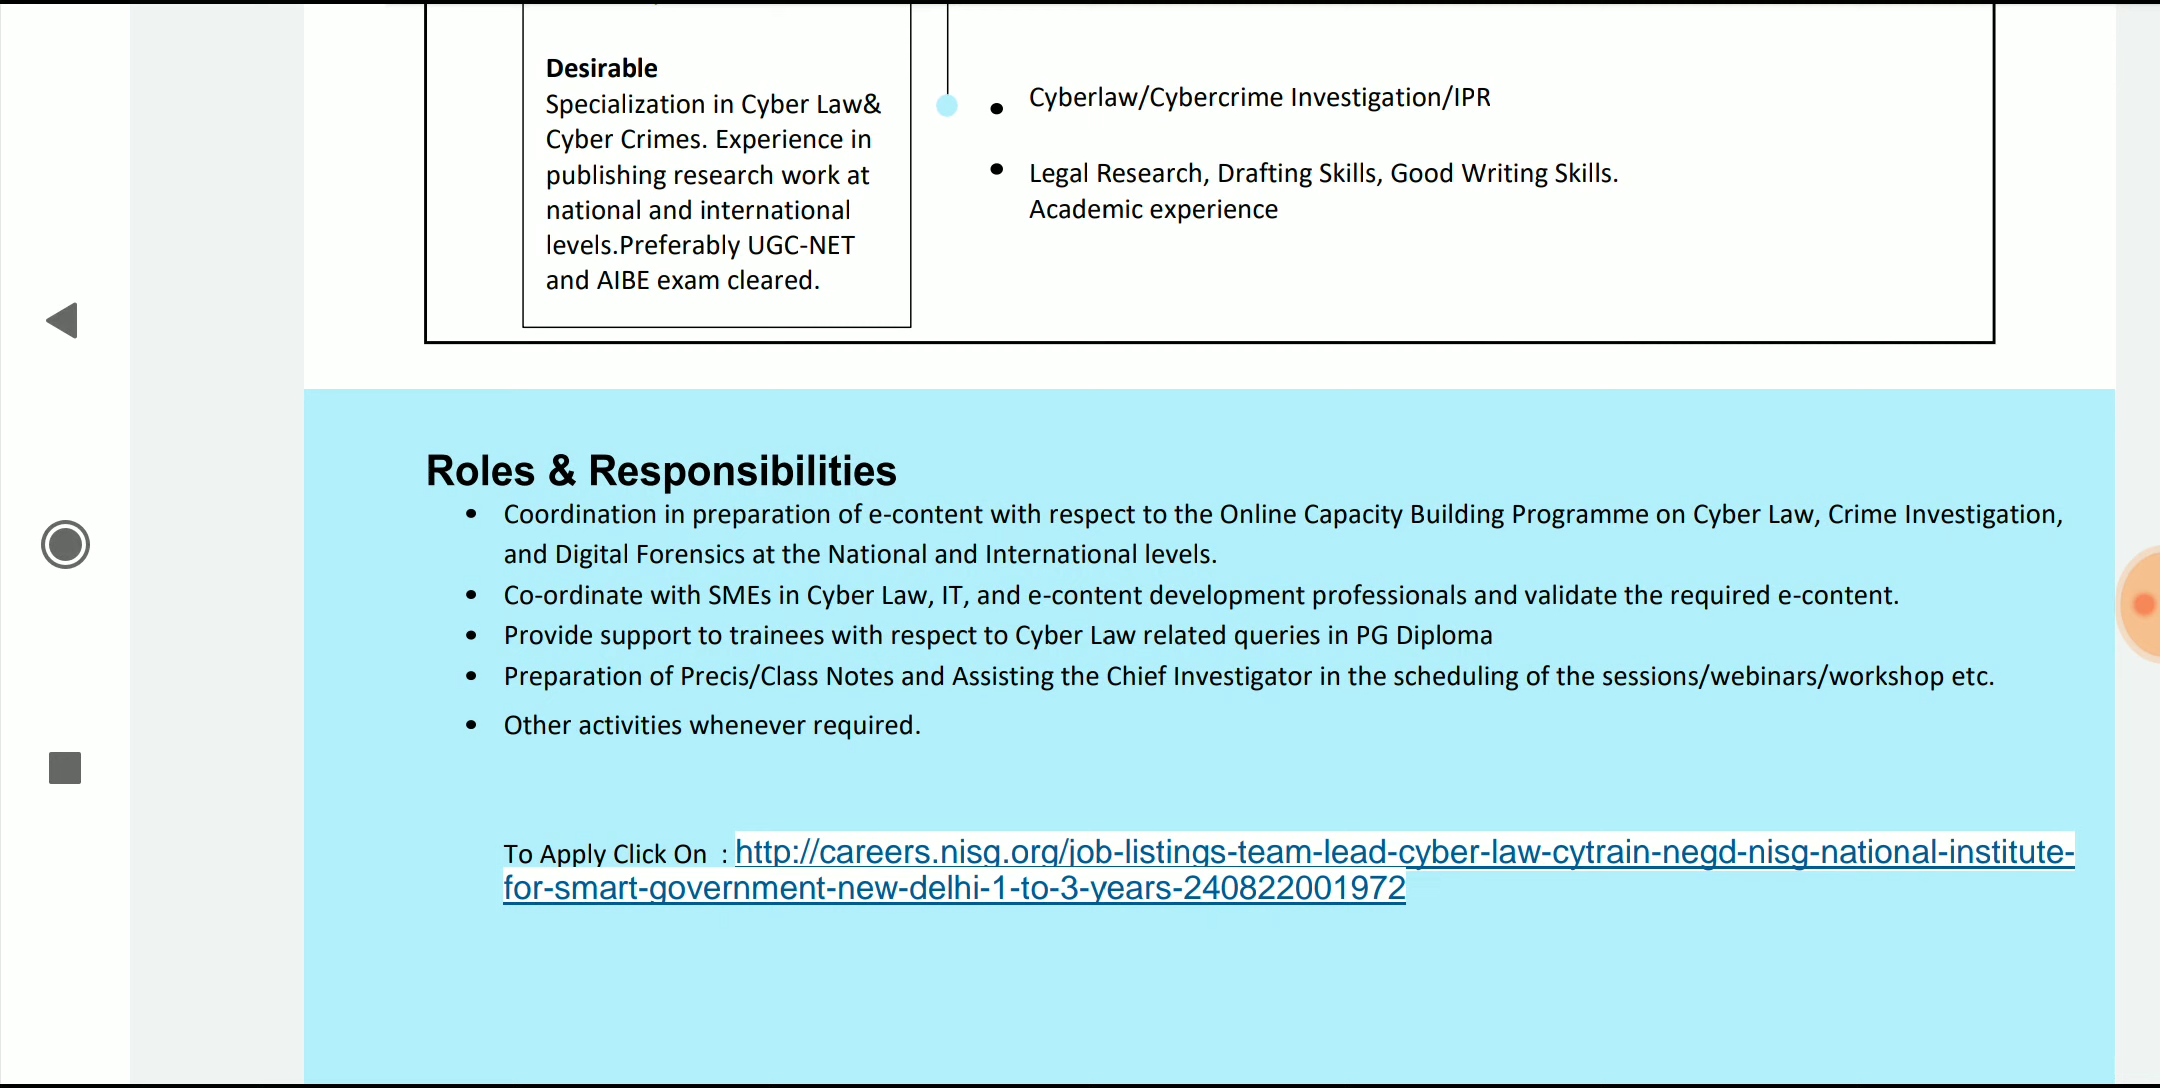 Desirable
Specialization in Cyber Law&
Cyber Crimes. Experience in
publishing research work at
national and international
levels.Preferably UGC-NET
and AIBE exam cleared.
• Cyberlaw/Cybercrime Investigation/IPR
• Legal Research, Drafting Skills, Good Writing Skills.
Academic experience
Roles & Responsibilities
• Coordination in preparation of e-content with respect to the Online Capacity Building Programme on Cyber Law, Crime Investigation,
and Digital Forensics at the National and International levels.
• Co-ordinate with SMEs in Cyber Law, IT, and e-content development professionals and validate the required e-content.
• Provide support to trainees with respect to Cyber Law related queries in PG Diploma
• Preparation of Precis/Class Notes and Assisting the Chief Investigator in the scheduling of the sessions/webinars/workshop etc.
• Other activities whenever required.
To Apply Click On : http://careers.nisg.org/job-listings-team-lead-cyber-law-cytrain-negd-nisg-national-institute-
for-smart-government-new-delhi-1-to-3-years-240822001972